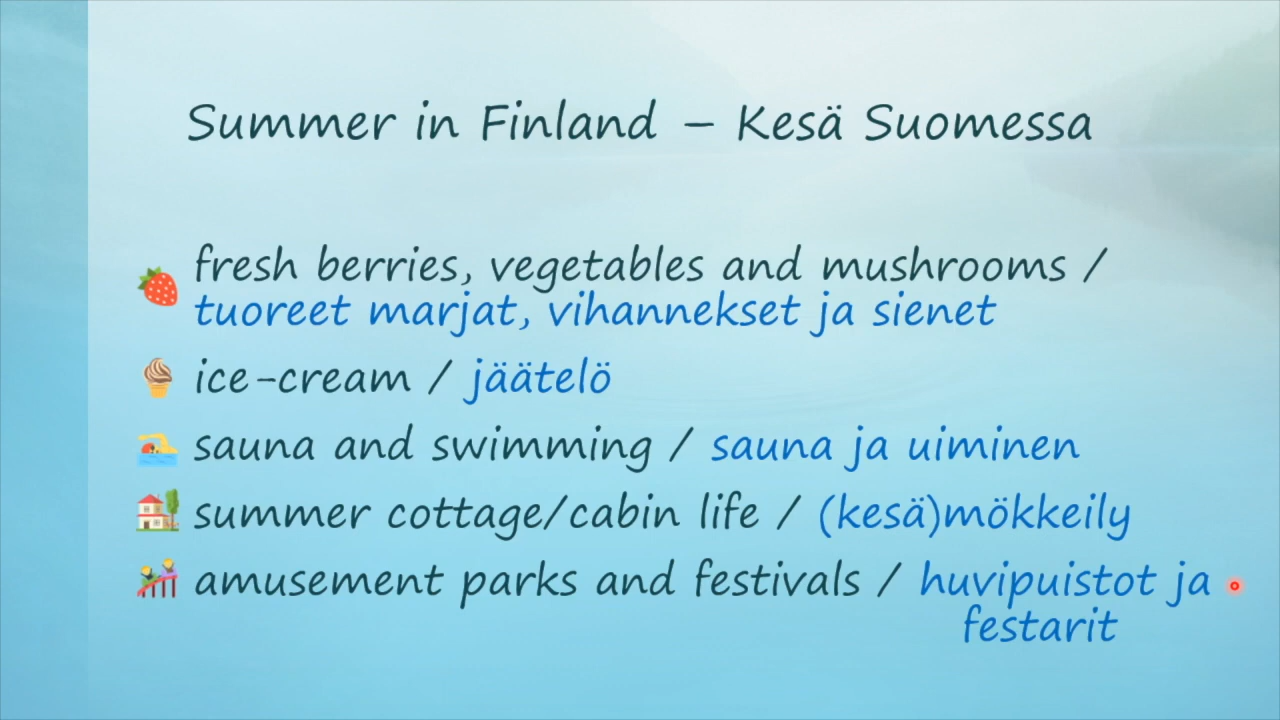 Summer in Finland – Kesä Suomessa
fresh berries, vegetables and mushrooms /
tuoreet marjat, vihannekset ja sienet
ice-cream / jäätelö
sauna and swimming / sauna ja uiminen
summer cottage/cabin life / (kesä)mökkeily
amusement parks and festivals / huvipuistot ja
festarit